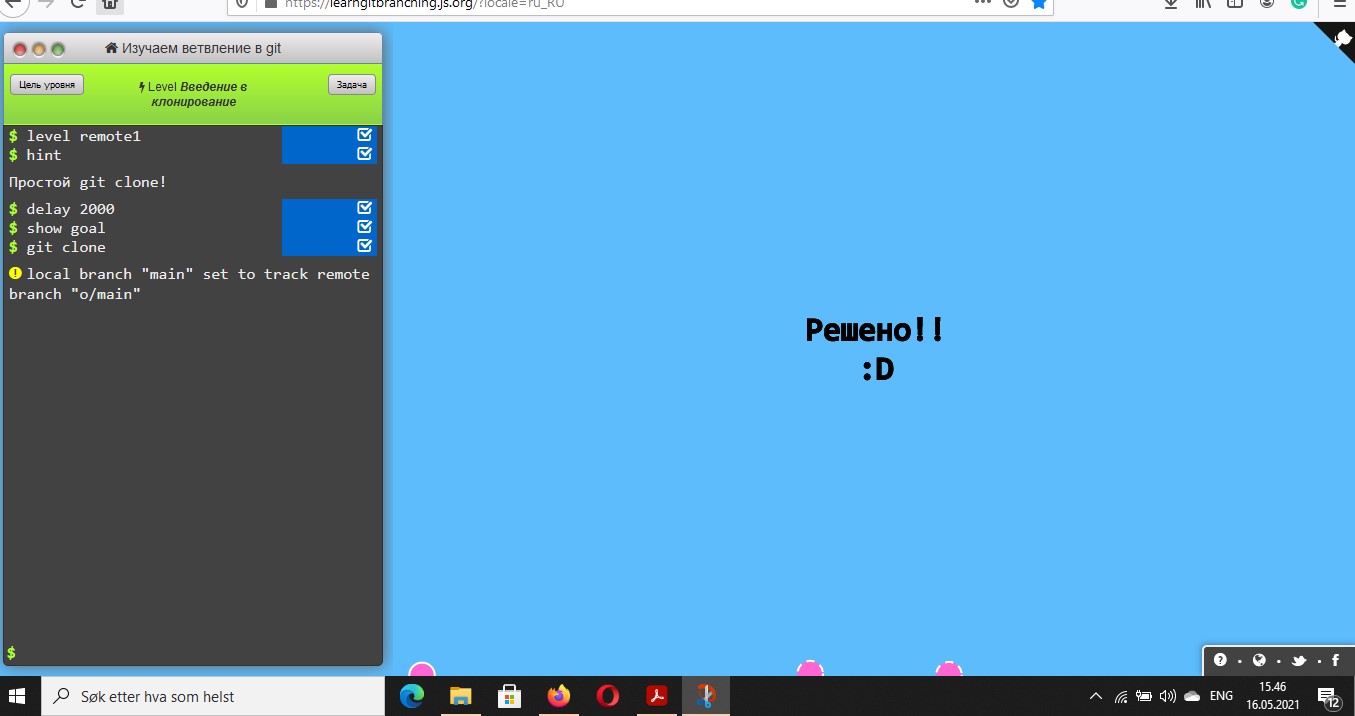 https://learngitbranching.js.org/?locale=ru_RU
Изучаем ветвление в git
Цель уровня
Level Введение в
клонирование
Задача
$ level remote1
$ hint
Простой git clone!
$ delay 2000
$ show goal
$ git clone
local branch "main" set to track remote
branch "o/main"
$
Решено!!
:D
Søk etter hva som helst
ENG
15.46
16.05.2021
12